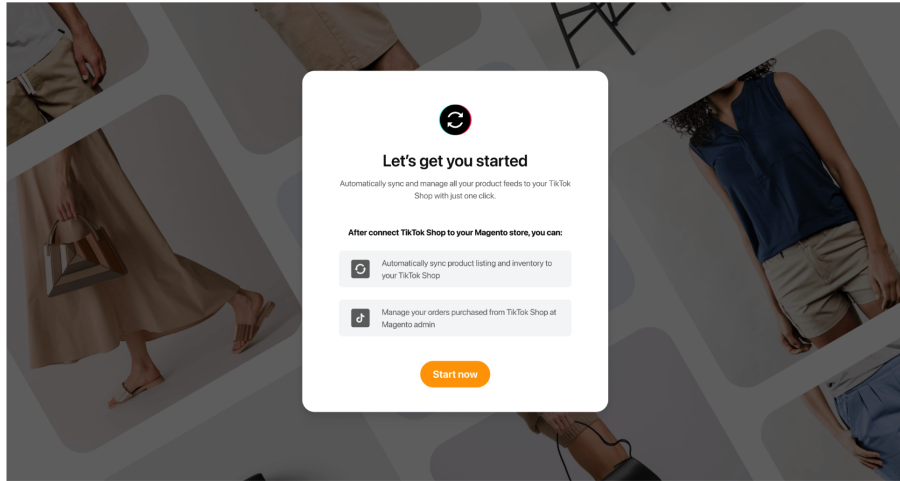 Let's get you started
Automatically sync and manage all your product feeds to your TikTok
Shop with just one click.
After connect TikTok Shop to your Magento store, you can:
Automatically sync product listing and inventory to
your TikTok Shop
Manage your orders purchased from TikTok Shop at
Magento admin
Start now